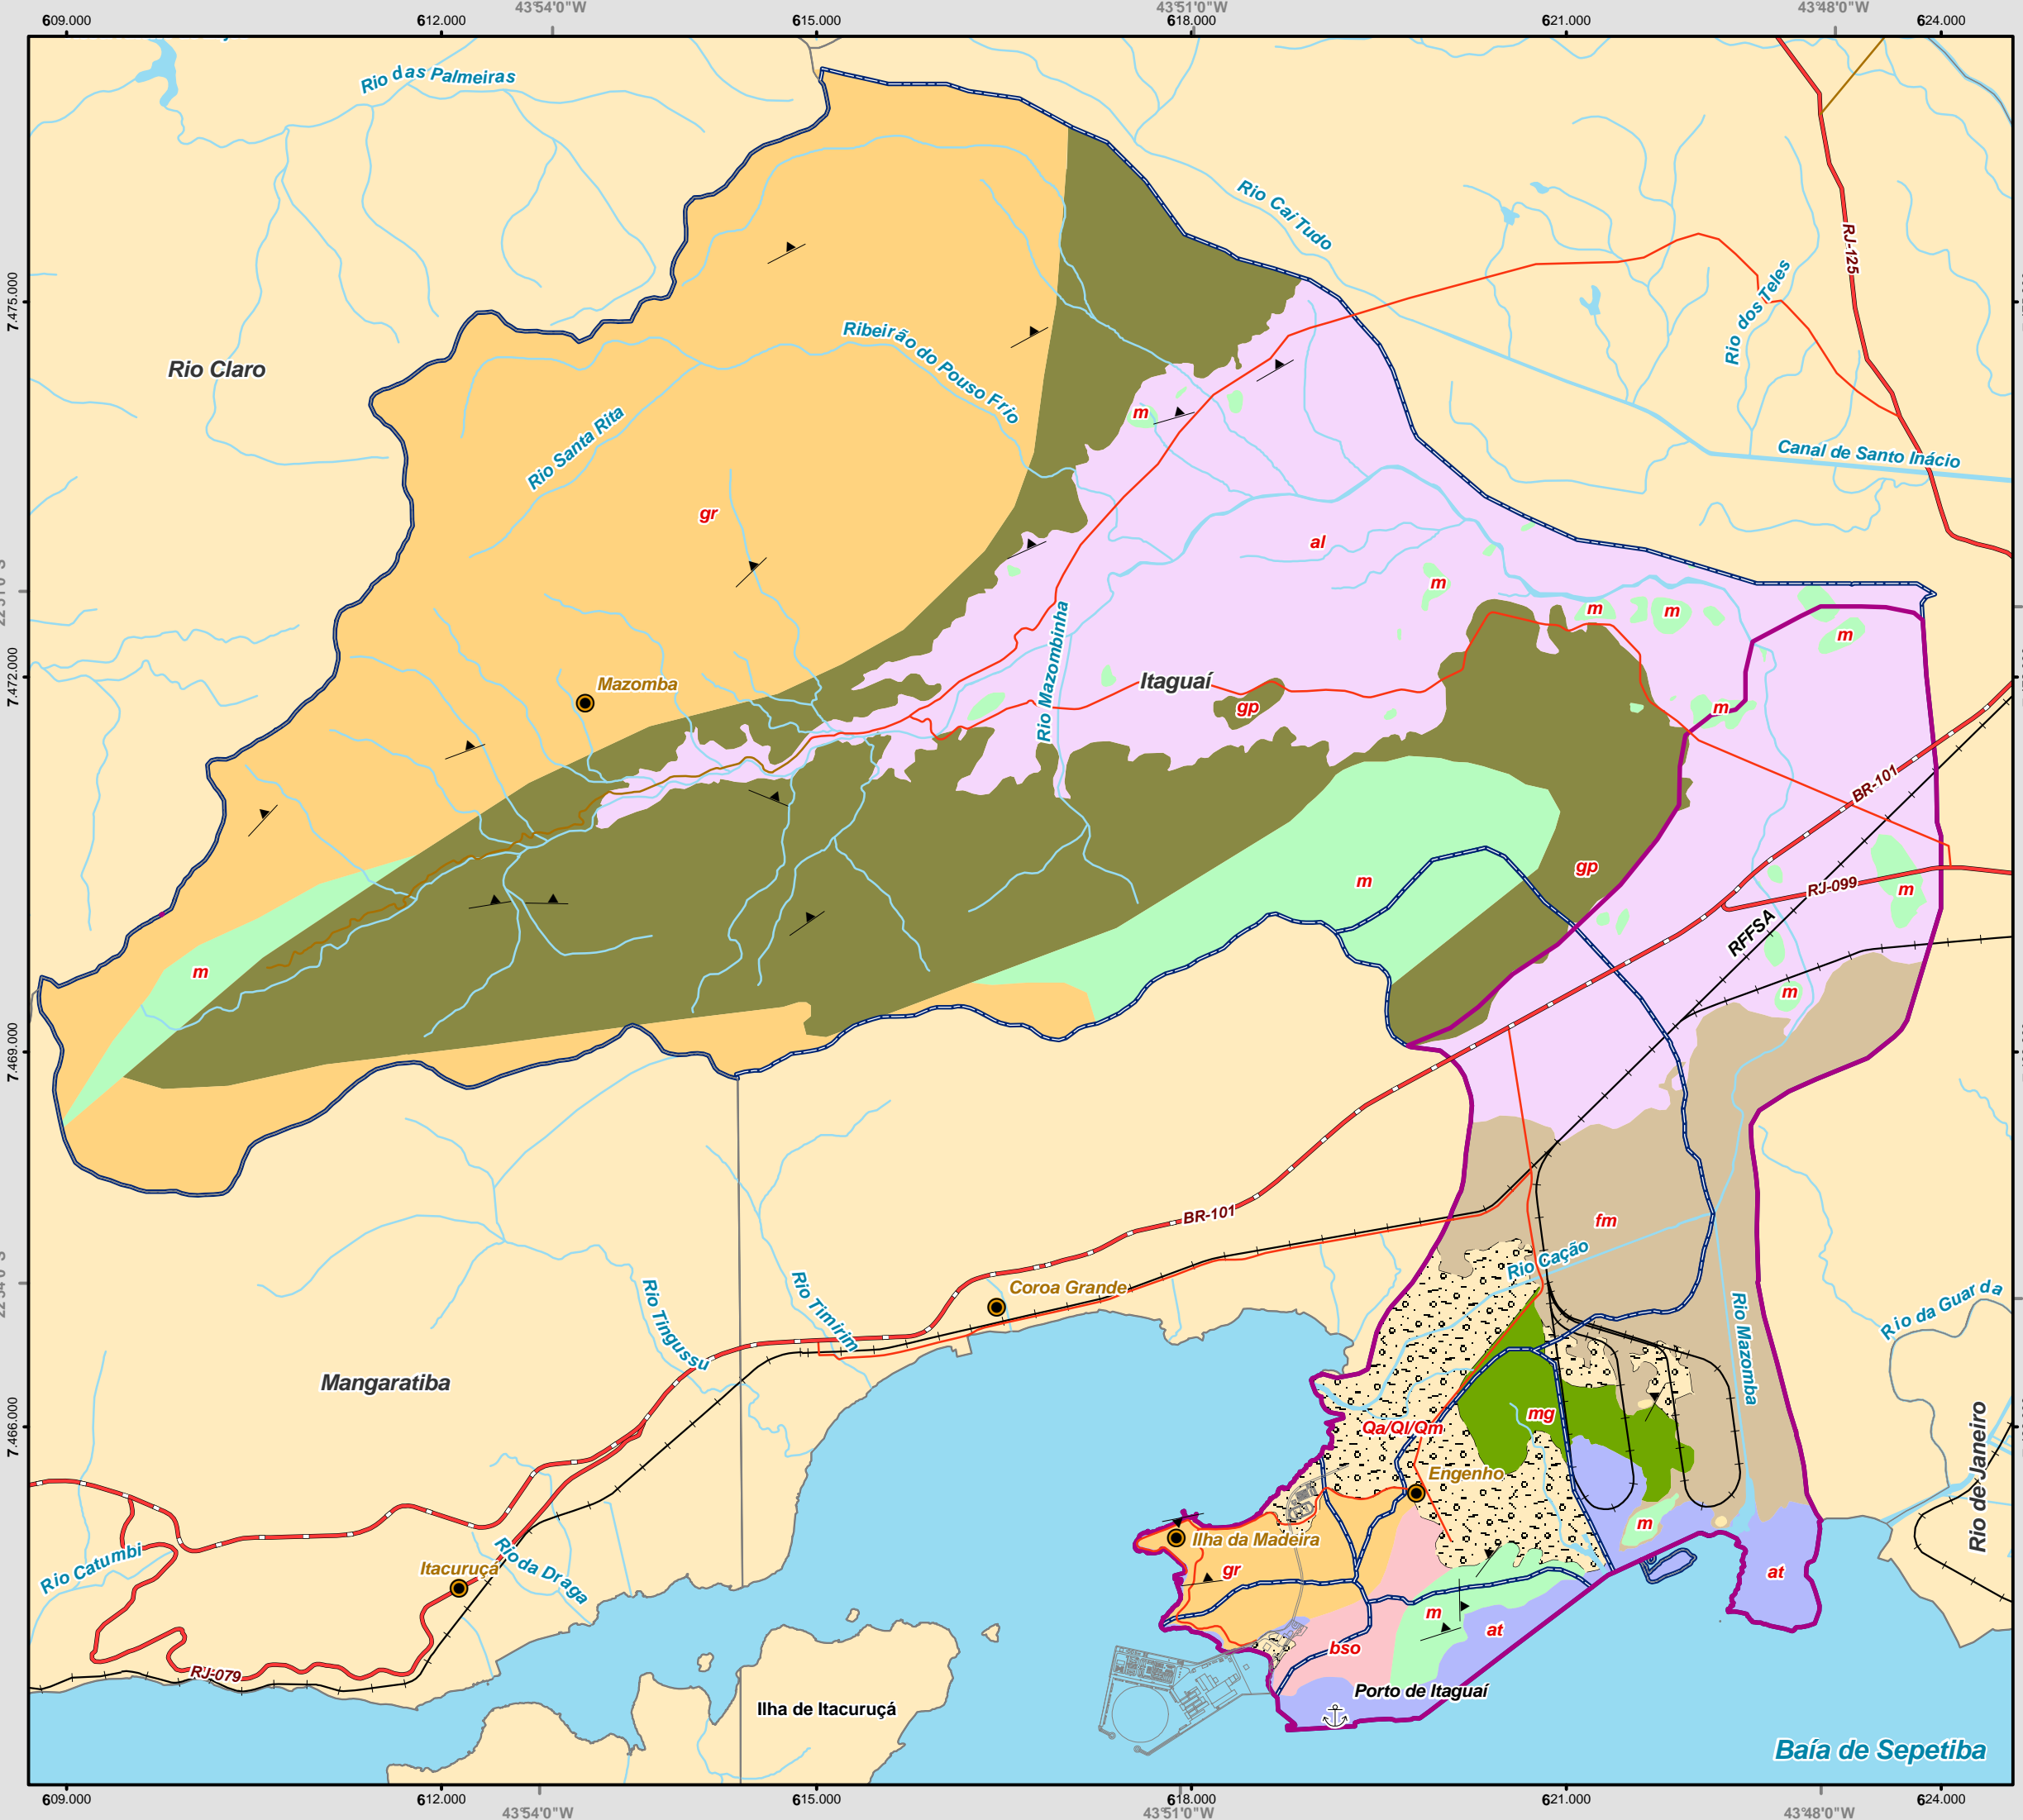 43°54'0"W
43°51'0"W
43°48'0"W
609.000
612.000
615.000
618.000
621.000
624.000
Rio das Palmeiras
Rio Cai Tudo
RJ-125
Rio dos Teles
7.475.000
Ribeirão do Pouso Frio
Rio Claro
Rio Santa Rita
m
Canal de Santo Inácio
gr
al
m
m
m
m
Rio Mazombinha
7.472.000
Mazomba
Itaguaí
gp
m
BR-101
gp
m
RJ-099
m
RFFSA
m
m
7.469.000
BR-101
fm
Rio Cação
Coroa Grande
Rio Tingussu
Rio Timirim
Rio Mazomba
Rio da Guarda
Mangaratiba
7.466.000
mg
Qa/Ql/Qm
Engenho
Rio de Janeiro
m
Ilha da Madeira
Rio Catumbi
Itacuruçá
Rio da Draga
gr
at
m
at
bso
RJ-079
Porto de Itaguaí
Ilha de Itacuruçá
Baía de Sepetiba
609.000
612.000
615.000
618.000
621.000
624.000
43°54'0"W
43°51'0"W
43°48'0"W